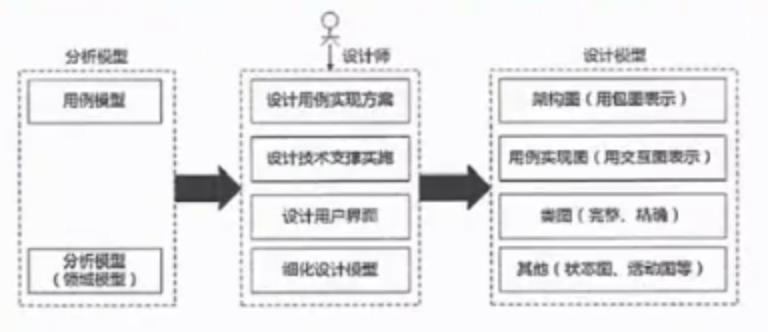 分析模型
用例模型
分析模型
（领域模型）
设计师
设计用例实现方案
设计技术支撑实施
设计用户界面
细化设计模型
设计模型
架构图（用包图表示）
用例实现图（用交互图表示）
类图（完整、精确）
其他（状态图、活动图等）